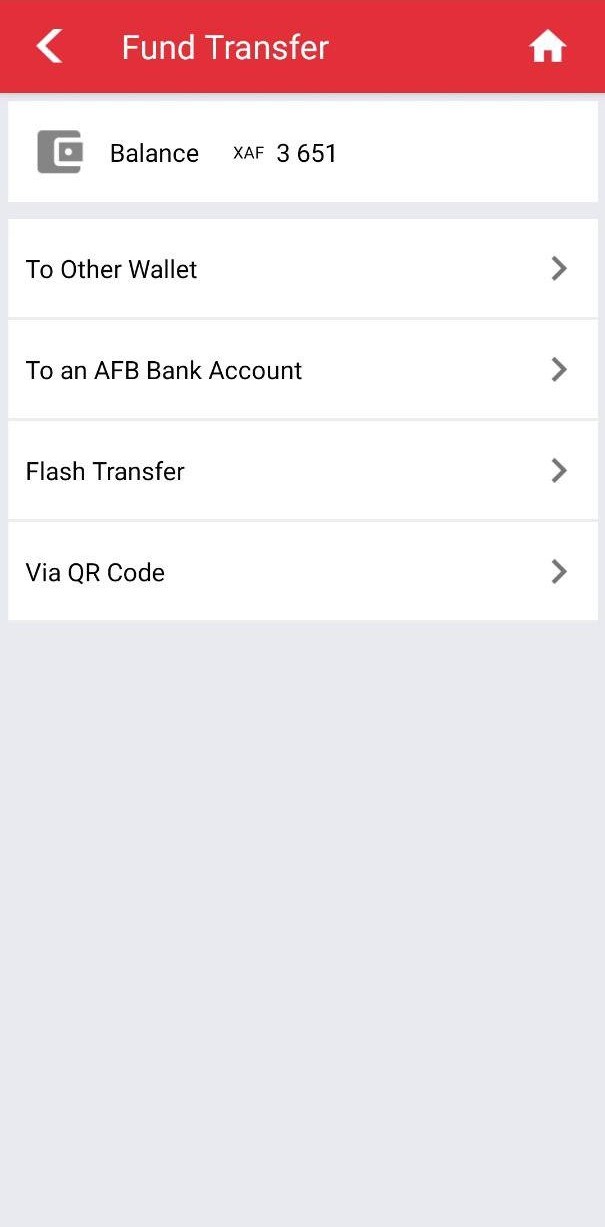 Fund Transfer
Balance XAF 3 651
To Other Wallet
To an AFB Bank Account
Flash Transfer
Via QR Code